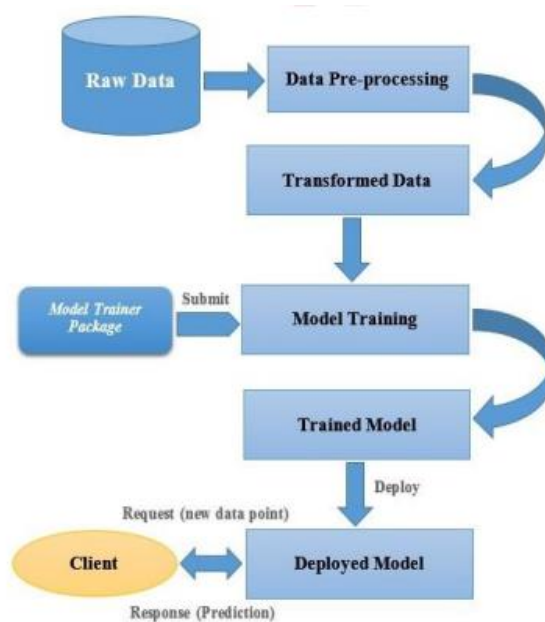 Raw Data
Data Pre-processing
Transformed Data
Model Trainer
Package
Submit
Model Training
Trained Model
Deploy
Request (new data point)
Client
Deployed Model
Response (Prediction)